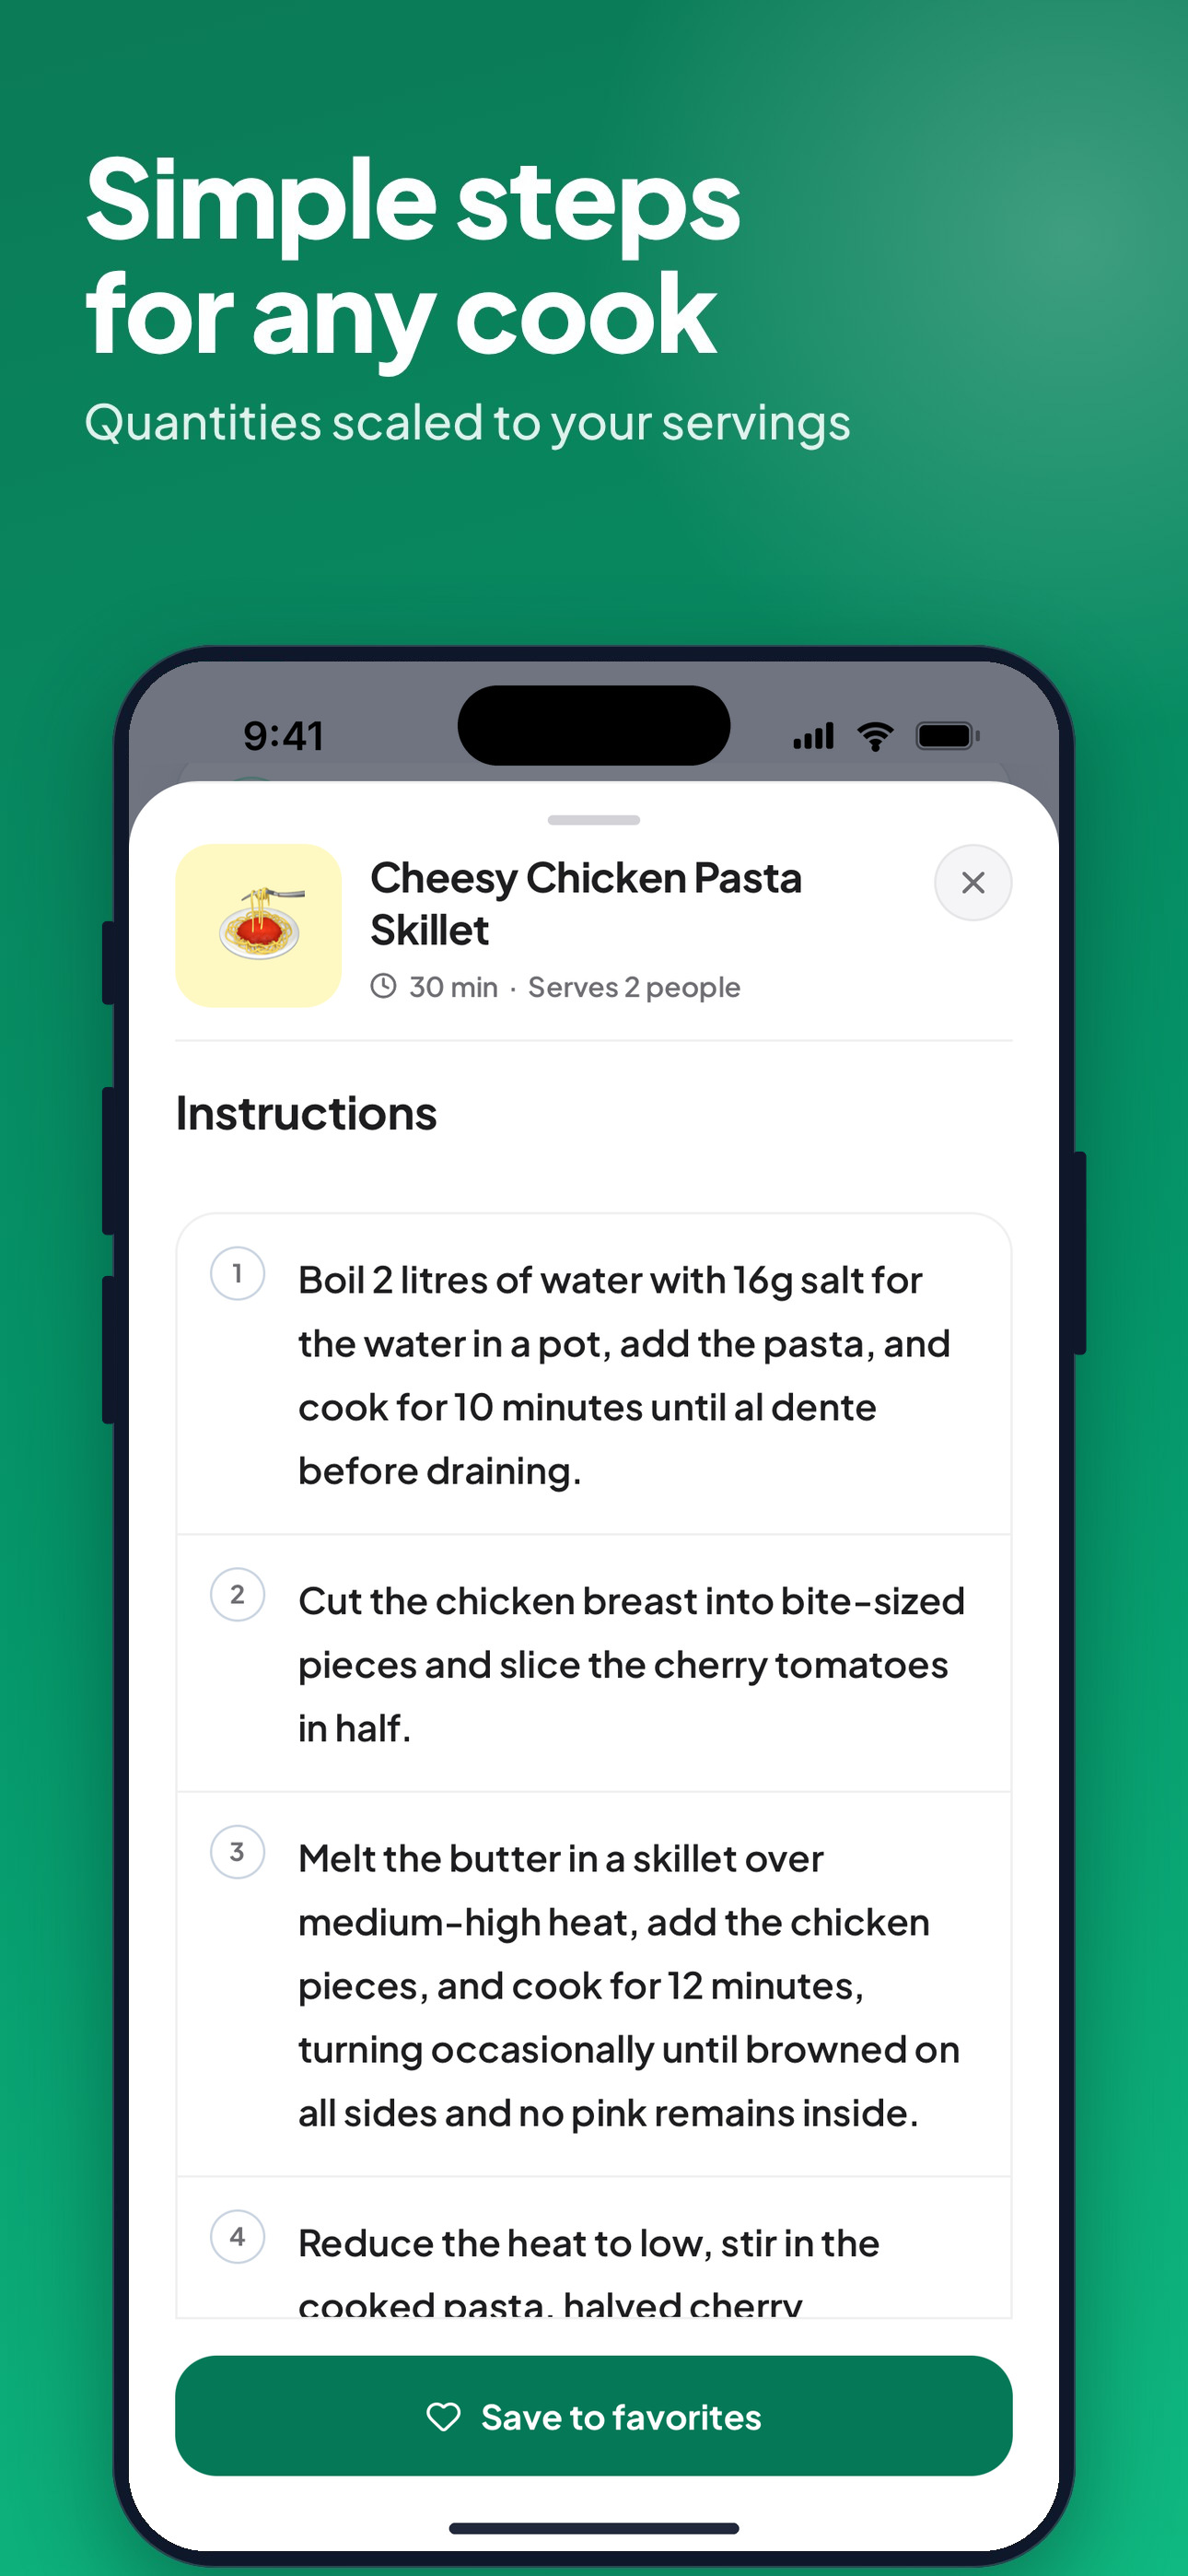 Simple steps
for any cook
Quantities scaled to your servings
9:41
Cheesy Chicken Pasta
Skillet
30 min · Serves 2 people
Instructions
1
Boil 2 litres of water with 16g salt for
the water in a pot, add the pasta, and
cook for 10 minutes until al dente
before draining.
2
Cut the chicken breast into bite-sized
pieces and slice the cherry tomatoes
in half.
3
Melt the butter in a skillet over
medium-high heat, add the chicken
pieces, and cook for 12 minutes,
turning occasionally until browned on
all sides and no pink remains inside.
4
Reduce the heat to low, stir in the
cooked pasta, halved cherry
Save to favorites